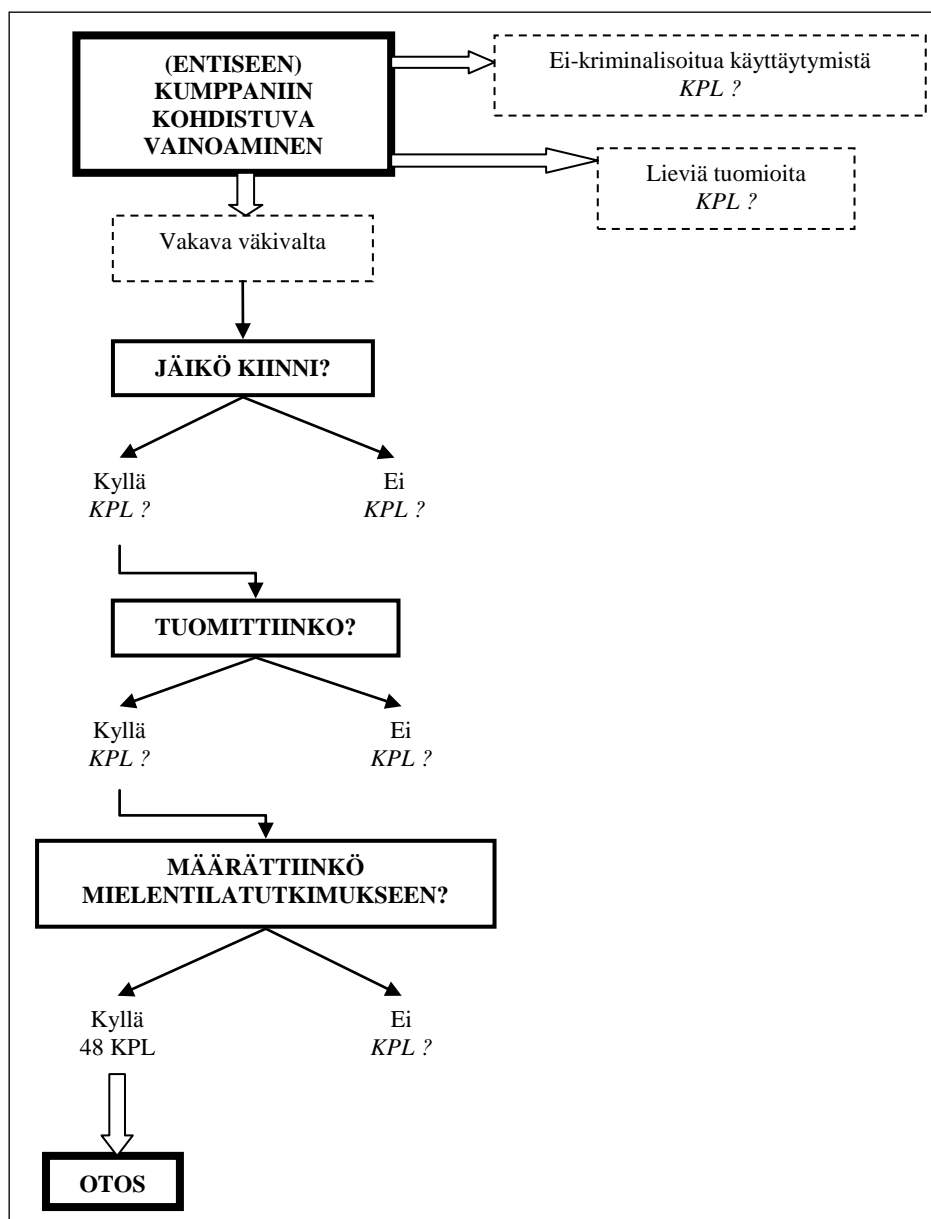 (ENTISEEN)
KUMPPANIIN
KOHDISTUVA
VAINOAMINEN
Ei-kriminalisoitua käyttäytymistä
KPL ?
Lieviä tuomioita
KPL ?
Vakava väkivalta
JÄIKÖ KIINNI?
Kyllä
KPL ?
Ei
KPL ?
TUOMITTIINKO?
Kyllä
KPL ?
Ei
KPL ?
MÄÄRÄTTIINKÖ
MIELENTILATUTKIMUKSEEN?
Kyllä
48 KPL
Ei
KPL ?
OTOS